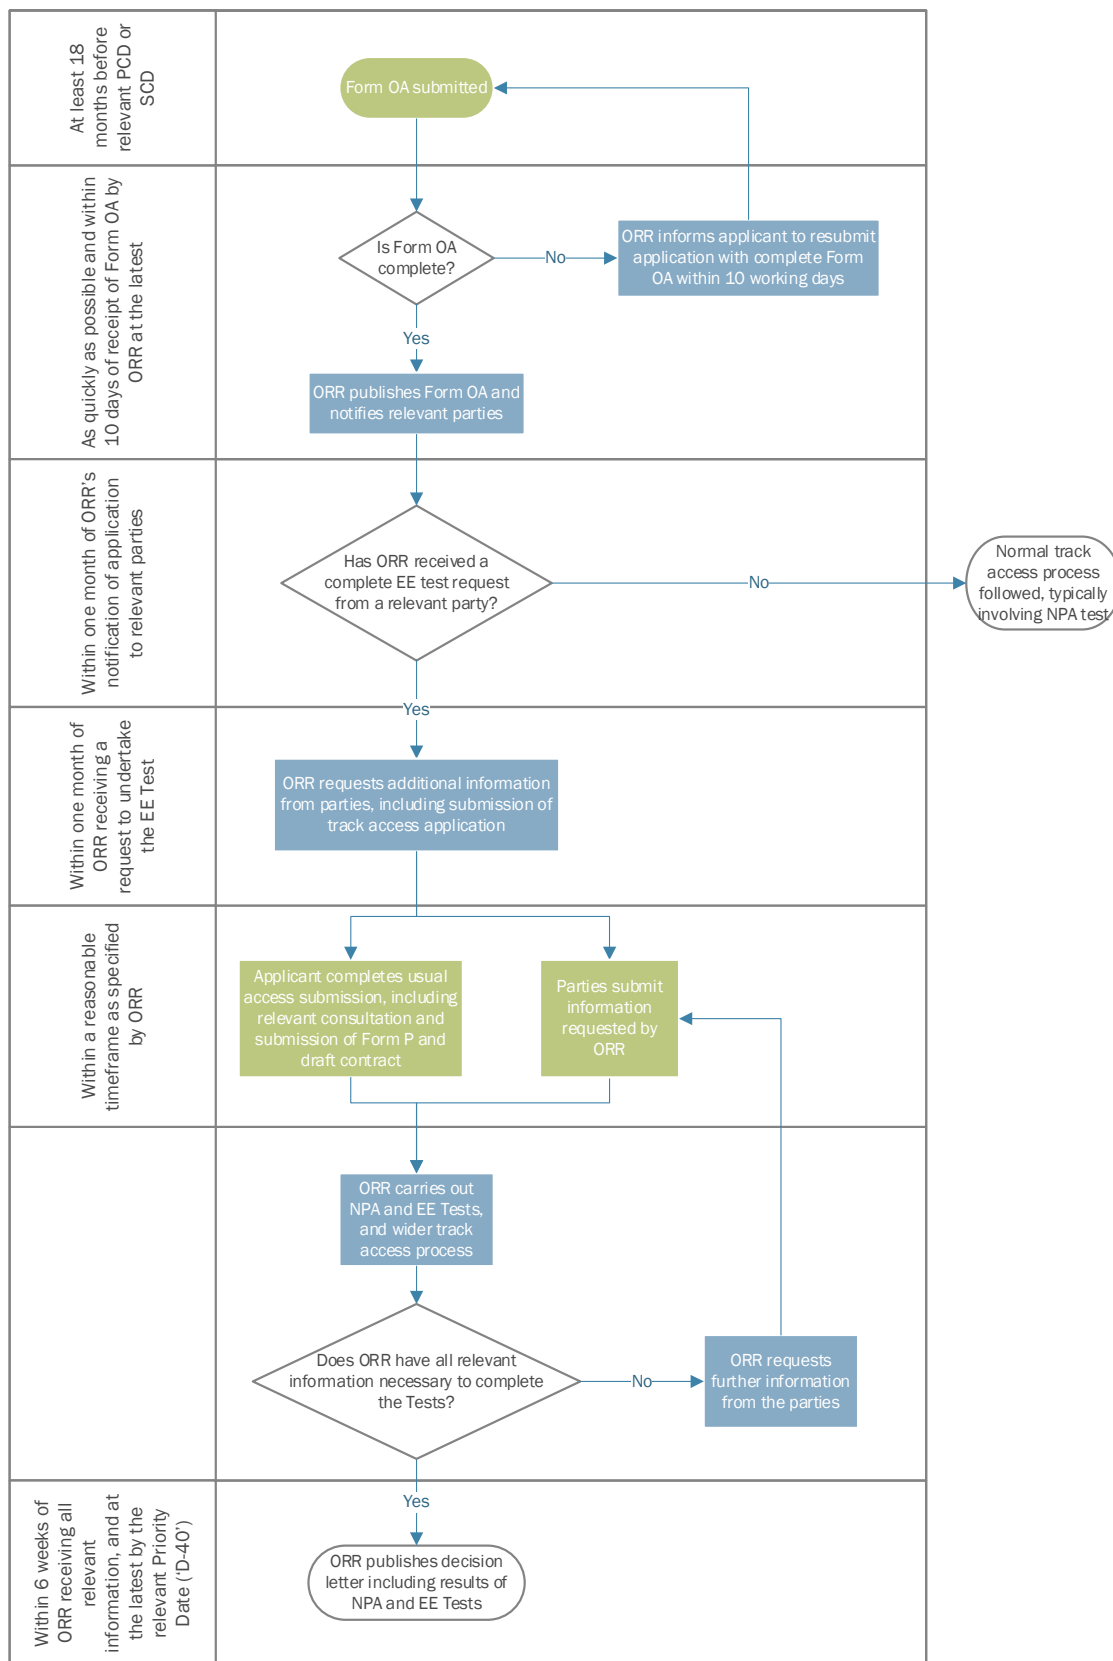 At least 18
months before
relevant PCD or
SCD
Form OA submitted
As quickly as possible and within
10 days of receipt of Form OA by
ORR at the latest
Is Form OA
complete?
No
ORR informs applicant to resubmit
application with complete Form
OA within 10 working days
Yes
ORR publishes Form OA and
notifies relevant parties
Within one month of ORR's
notification of application
to relevant parties
Has ORR received a
complete EE test request
from a relevant party?
No
Normal track
access process
followed, typically
involving NPA test
Yes
Within one month of
ORR receiving a
request to undertake
the EE Test
ORR requests additional information
from parties, including submission of
track access application
Within a reasonable
timeframe as specified
by ORR
Applicant completes usual
access submission, including
relevant consultation and
submission of Form P and
draft contract
Parties submit
information
requested by
ORR
ORR carries out
NPA and EE Tests,
and wider track
access process
Does ORR have all relevant
information necessary to complete
the Tests?
No
ORR requests
further information
from the parties
Within 6 weeks of
ORR receiving all
relevant
information, and at
the latest by the
relevant Priority
Date (‘D-40’)
Yes
ORR publishes decision
letter including results of
NPA and EE Tests